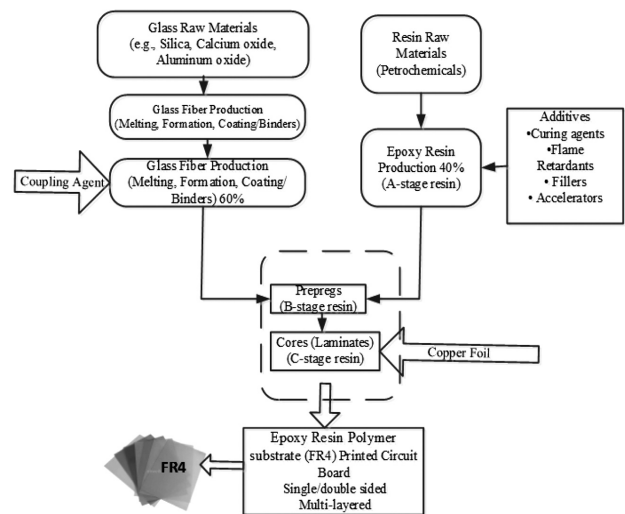 Glass Raw Materials
(e.g., Silica, Calcium oxide,
Aluminum oxide)
Resin Raw
Materials
(Petrochemicals)
Glass Fiber Production
(Melting, Formation, Coating/Binders)
Additives
•Curing agents
•Flame
Retardants
• Fillers
• Accelerators
Epoxy Resin
Production 40%
(A-stage resin)
Coupling Agent
Glass Fiber Production
(Melting, Formation, Coating/
Binders) 60%
Prepregs
(B-stage resin)
Cores (Laminates)
(C-stage resin)
Copper Foil
Epoxy Resin Polymer
substrate (FR4) Printed Circuit
Board
Single/double sided
Multi-layered
FR4